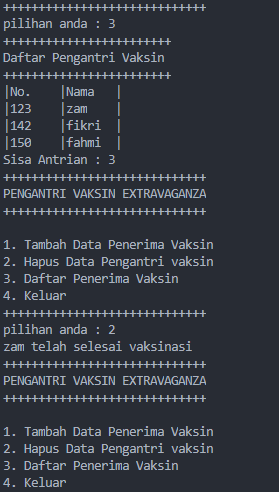 +++++++++++++++++++++++++++++
pilihan anda : 3
++++++++++++++++++++++++
Daftar Pengantri Vaksin
++++++++++++++++++++++++
|No.    |Nama   |
|123    |zam    |
|142    |fikri  |
|150    |fahmi  |
Sisa Antrian : 3
+++++++++++++++++++++++++++++
PENGANTRI VAKSIN EXTRAVAGANZA
+++++++++++++++++++++++++++++
1. Tambah Data Penerima Vaksin
2. Hapus Data Pengantri vaksin
3. Daftar Penerima Vaksin
4. Keluar
+++++++++++++++++++++++++++++
pilihan anda : 2
zam telah selesai vaksinasi
+++++++++++++++++++++++++++++
PENGANTRI VAKSIN EXTRAVAGANZA
+++++++++++++++++++++++++++++
1. Tambah Data Penerima Vaksin
2. Hapus Data Pengantri vaksin
3. Daftar Penerima Vaksin
4. Keluar